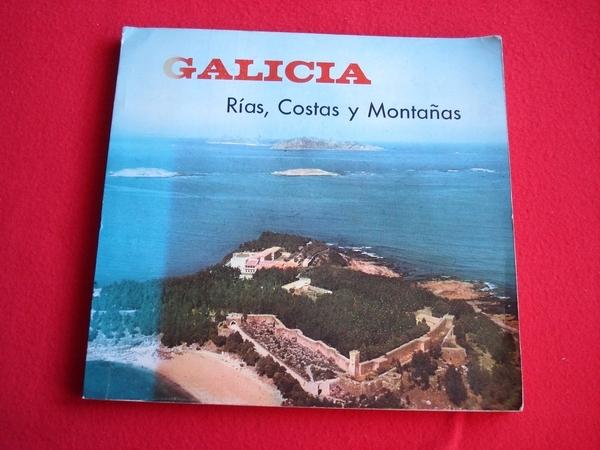 GALICIA
Rías, Costas y Montañas